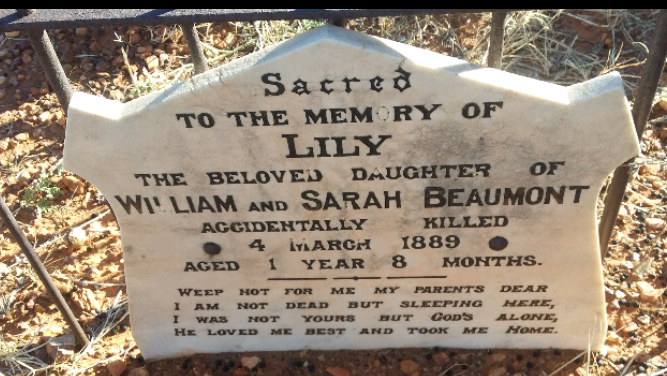 Sacred
TO THE MEMORY OF
LILY
THE BELOVED DAUGHTER OF
WILLIAM AND SARAH BEAUMONT
ACCIDENTALLY KILLED
4 MARCH 1889
AGED 1 YEAR 8 MONTHS.
WEEP NOT FOR ME MY PARENTS DEAR
I AM NOT DEAD BUT SLEEPING HERE,
I WAS NOT YOURS BUT GOD'S ALONE,
HE LOVED ME BEST AND TOOK ME HOME.